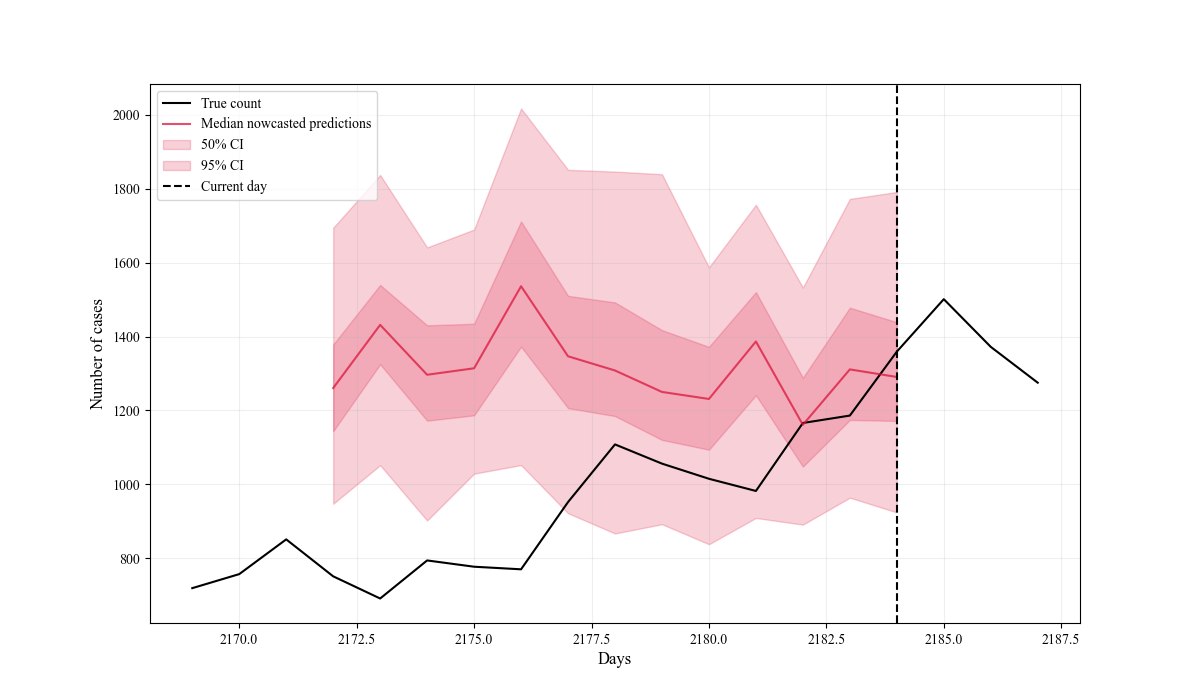 True count
Median nowcasted predictions
50% CI
95% CI
Current day
2000
1800
1600
1400
1200
1000
800
Number of cases
2170.0 2172.5 2175.0 2177.5 2180.0 2182.5 2185.0 2187.5
Days